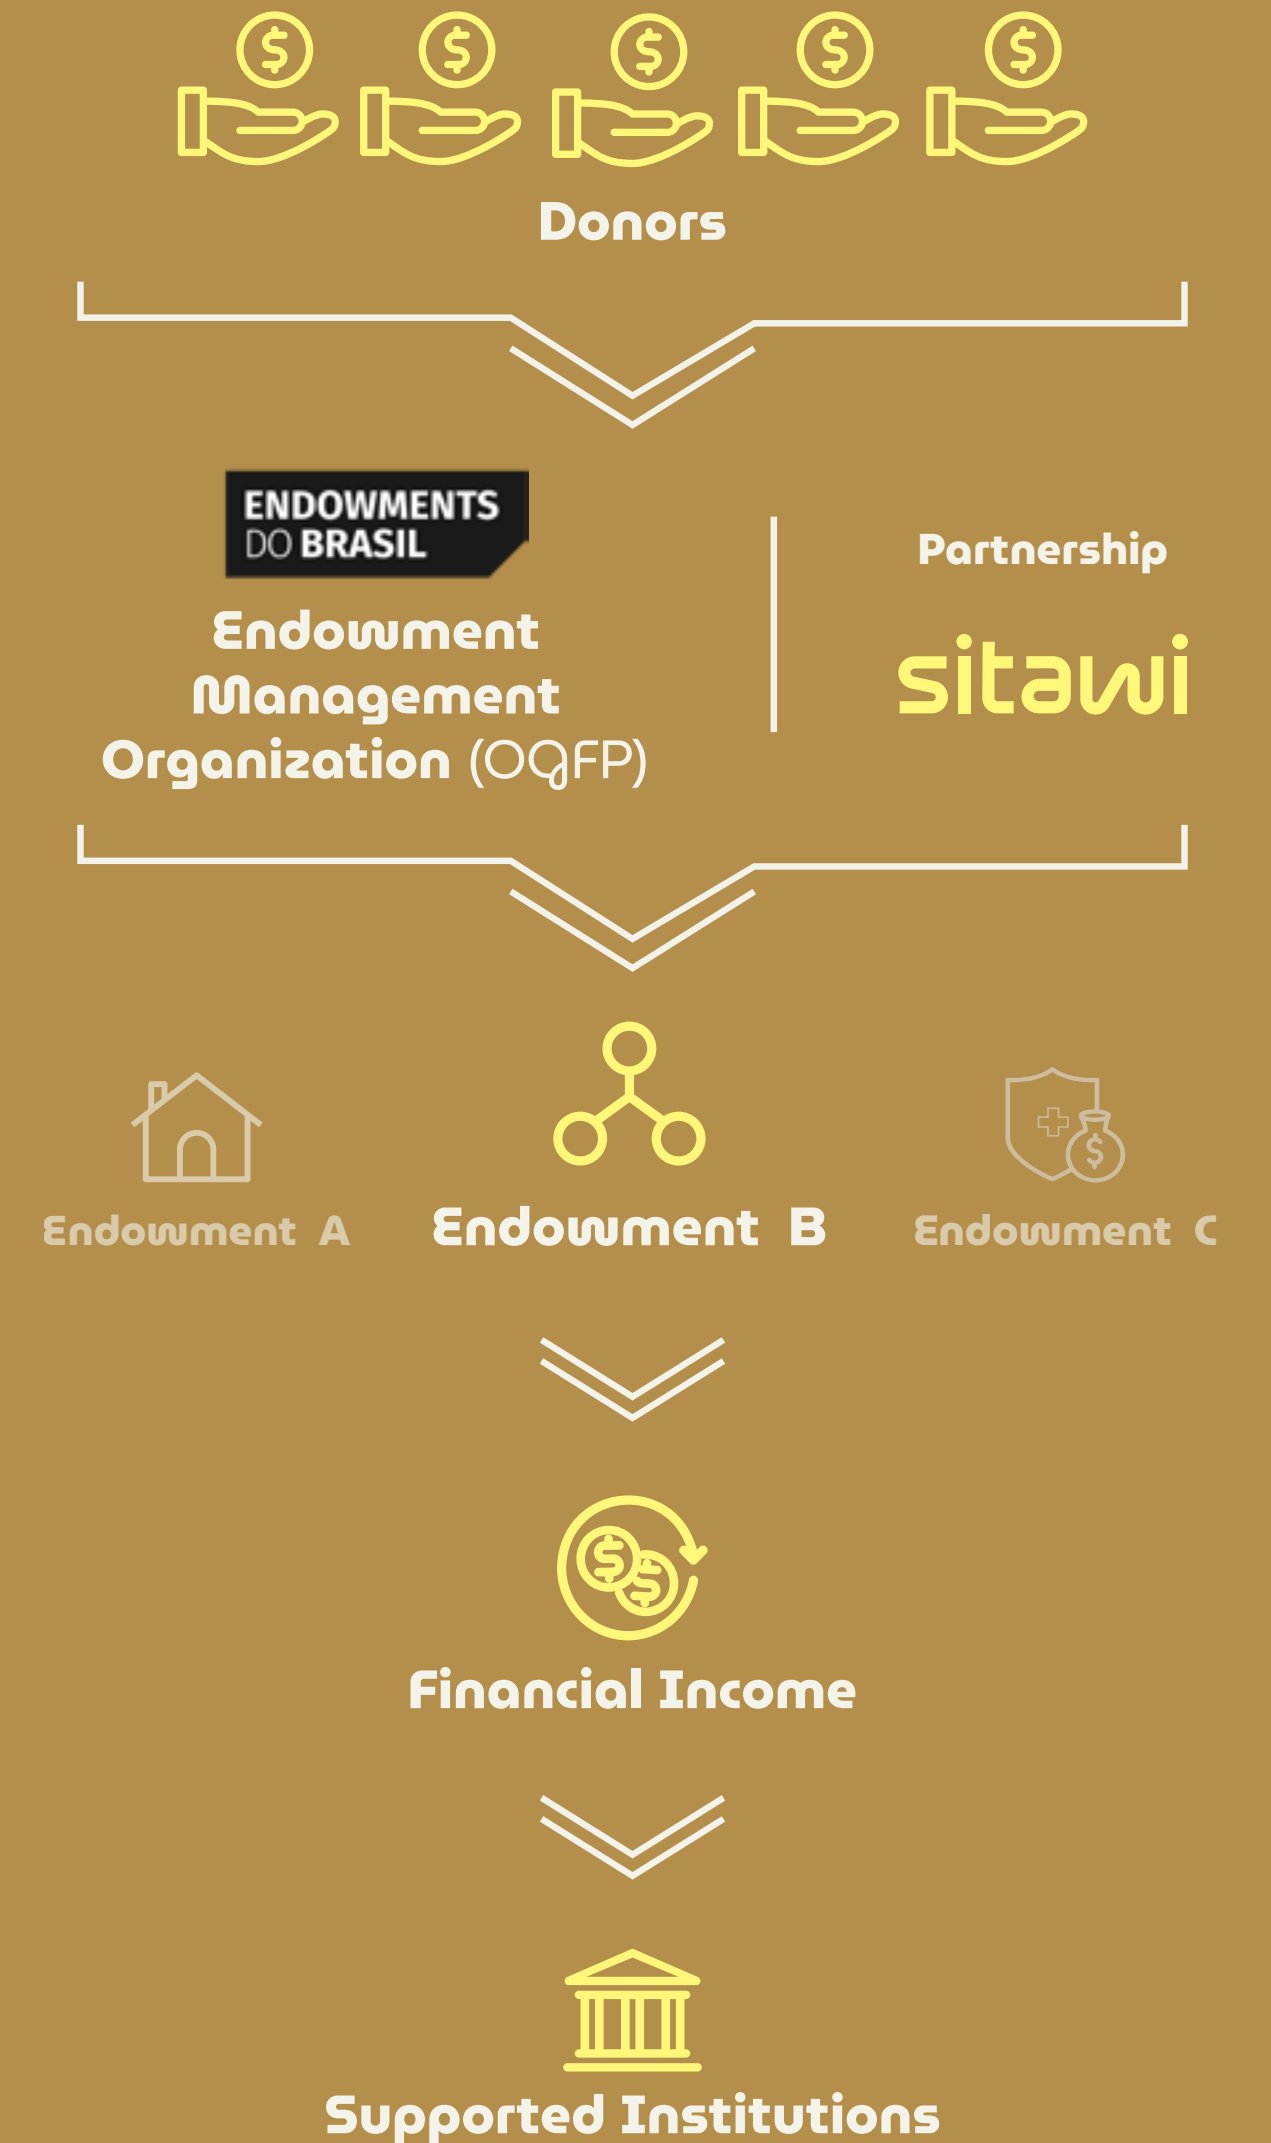 Donors
ENDOWMENTS
DO BRASIL
Endowment
Management
Organization (OGFP)
Partnership
sitawi
Endowment A
Endowment B
Endowment C
Financial Income
Supported Institutions